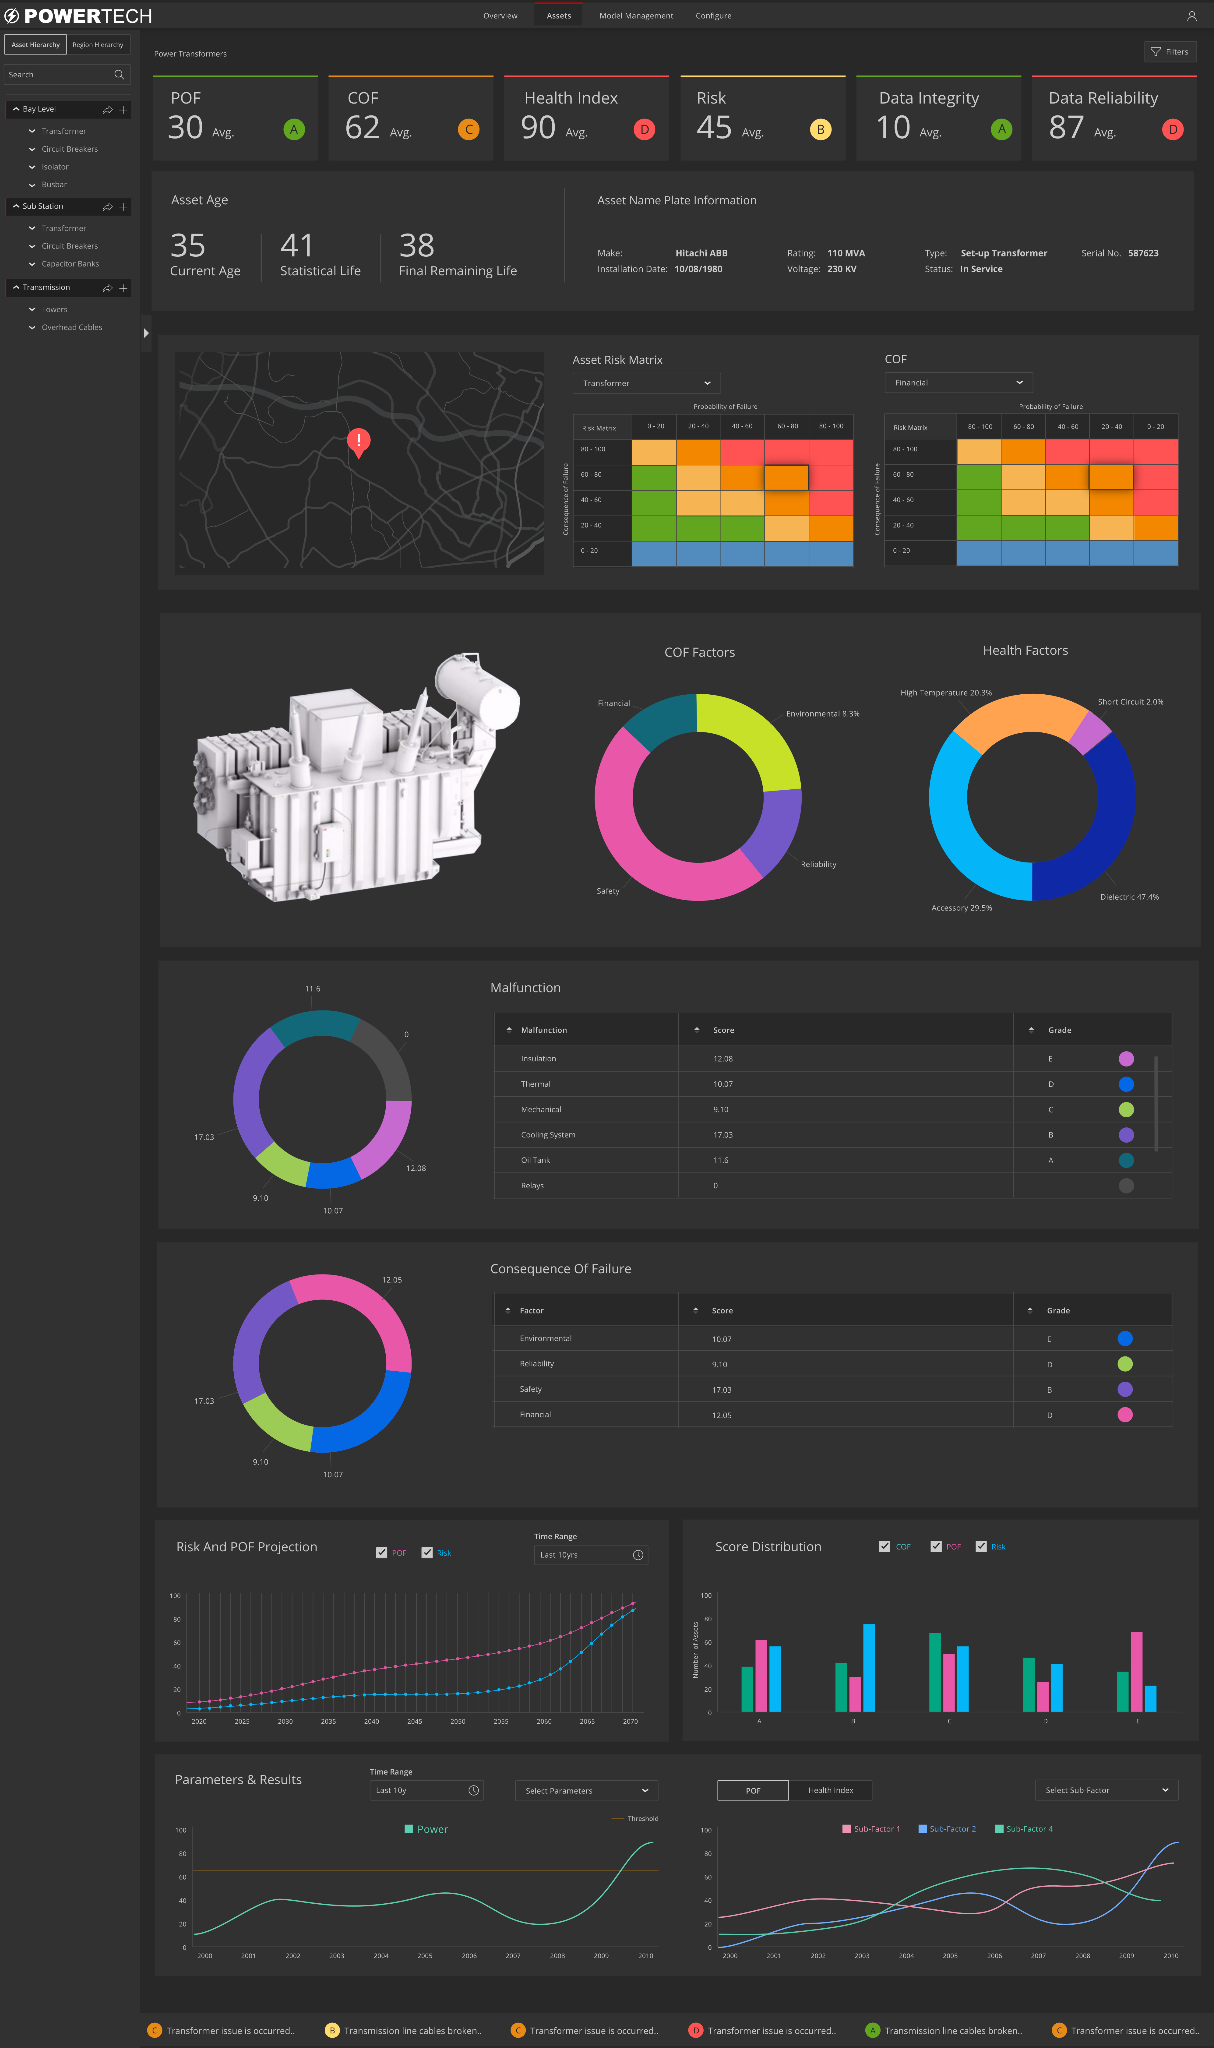 POWERTECH
Overview Assets Model Management Configure
Asset Hierarchy Region Hierarchy
Search
Bay Level
Transformer
Circuit Breakers
Isolator
Busbar
Sub Station
Transformer
Circuit Breakers
Capacitor Banks
Transmission
Towers
Overhead Cables
Power Transformers
Filters
POF
30 Avg. A
COF
62 Avg. C
Health Index
90 Avg. D
Risk
45 Avg. B
Data Integrity
10 Avg. A
Data Reliability
87 Avg. D
Asset Age
35
Current Age
41
Statistical Life
38
Final Remaining Life
Asset Name Plate Information
Make: Hitachi ABB Rating: 110 MVA Type: Set-up Transformer Serial No. 587623
Installation Date: 10/08/1980 Voltage: 230 KV Status: In Service
!
Asset Risk Matrix
Transformer
Probability of Failure
Risk Matrix 0 - 20 20 - 40 40 - 60 60 - 80 80 - 100
Consequence of Failure
80 - 100
60 - 80
40 - 60
20 - 40
0 - 20
COF
Financial
Probability of Failure
Risk Matrix 80 - 100 60 - 80 40 - 60 20 - 40 0 - 20
Consequence of Failure
80 - 100
60 - 80
40 - 60
20 - 40
0 - 20
COF Factors
Financial
Environmental 8.3%
Reliability
Safety
Health Factors
High Temperature 20.3%
Short Circuit 2.0%
Accessory 29.5%
Dielectric 47.4%
11.6
0
17.03
12.08
9.10
10.07
Malfunction
Malfunction Score Grade
Insulation 12.08 E
Thermal 10.07 D
Mechanical 9.10 C
Cooling System 17.03 B
Oil Tank 11.6 A
Relays 0
12.05
17.03
9.10
10.07
Consequence Of Failure
Factor Score Grade
Environmental 10.07 E
Reliability 9.10 D
Safety 17.03 B
Financial 12.05 D
Risk And POF Projection
POF Risk
Time Range
Last 10yrs
100
80
60
40
20
0
2020 2025 2030 2035 2040 2045 2050 2055 2060 2065 2070
Score Distribution
COF POF Risk
Number of Assets
100
80
60
40
20
0
A B C D E
Parameters & Results
Time Range
Last 10y
Select Parameters
Threshold
Power
100
80
60
40
20
0
2000 2001 2002 2003 2004 2005 2006 2007 2008 2009 2010
POF Health Index
Select Sub Factor
Sub-Factor 1 Sub-Factor 2 Sub-Factor 4
100
80
60
40
20
0
2000 2001 2002 2003 2004 2005 2006 2007 2008 2009 2010
C Transformer issue is occurred..
B Transmission line cables broken..
C Transformer issue is occurred..
D Transformer issue is occurred..
A Transmission line cables broken..
C Transformer issue is occurred..